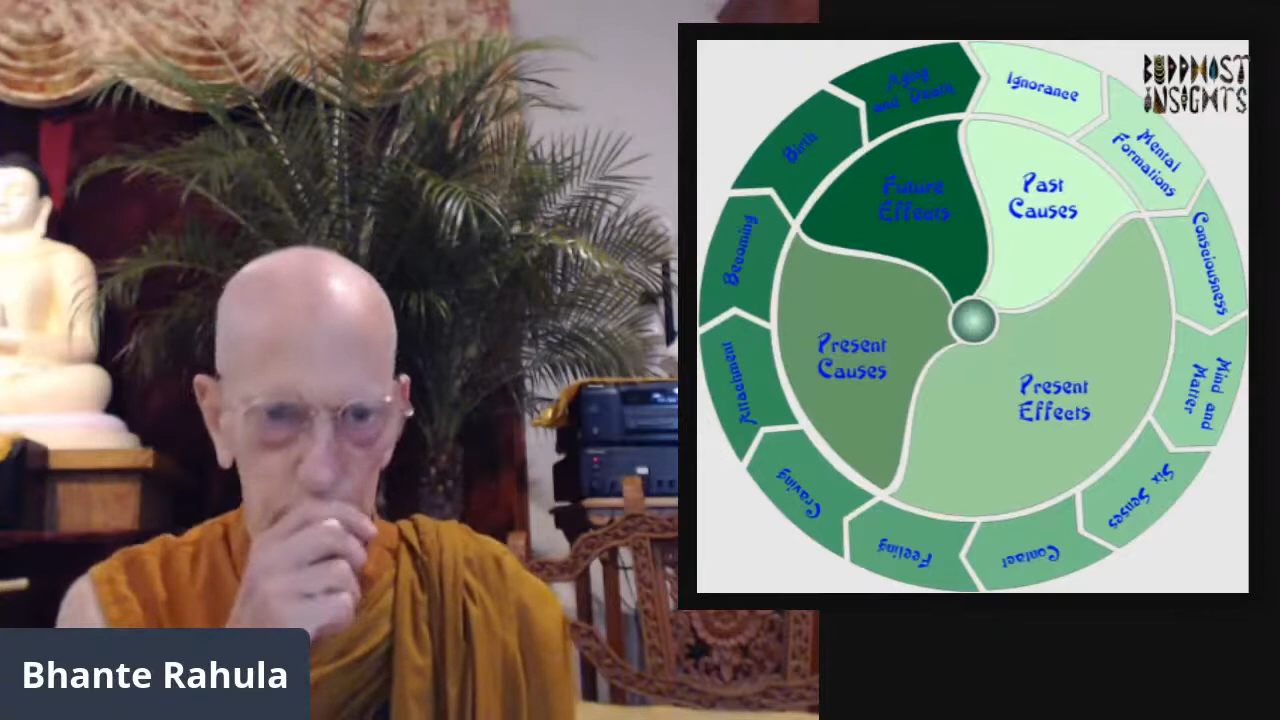 BUDDHIST
INSIGHTS
Aging
and Death
Ignorance
Mental
Formations
Consciousness
Mind and
Matter
Six Senses
Contact
Feeling
Craving
Attachment
Becoming
Birth
Future
Effects
Past
Causes
Present
Causes
Present
Effects
Bhante Rahula